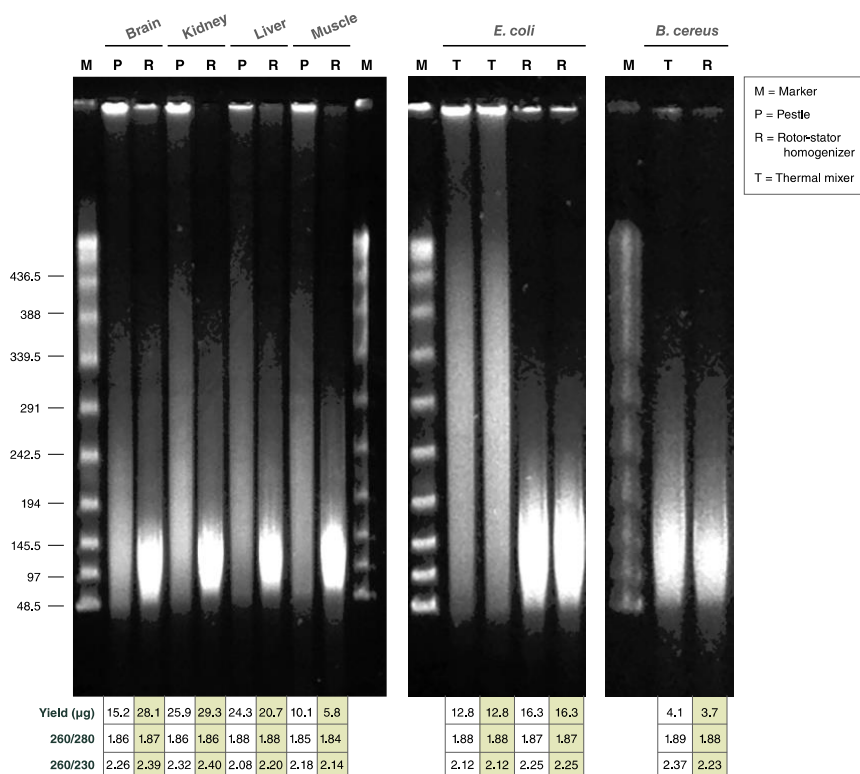 Brain Kidney Liver Muscle E. coli B. cereus
M P R P R P R P R M M T T R R M T R
M = Marker
P = Pestle
R = Rotor-stator
homogenizer
T = Thermal mixer
436.5
388
339.5
291
242.5
194
145.5
97
48.5
Yield (µg) 15.2 28.1 25.9 29.3 24.3 20.7 10.1 5.8 12.8 12.8 16.3 16.3 4.1 3.7
260/280 1.86 1.87 1.86 1.86 1.88 1.88 1.85 1.84 1.88 1.88 1.87 1.87 1.89 1.88
260/230 2.26 2.39 2.32 2.40 2.08 2.20 2.18 2.14 2.12 2.12 2.25 2.25 2.37 2.23